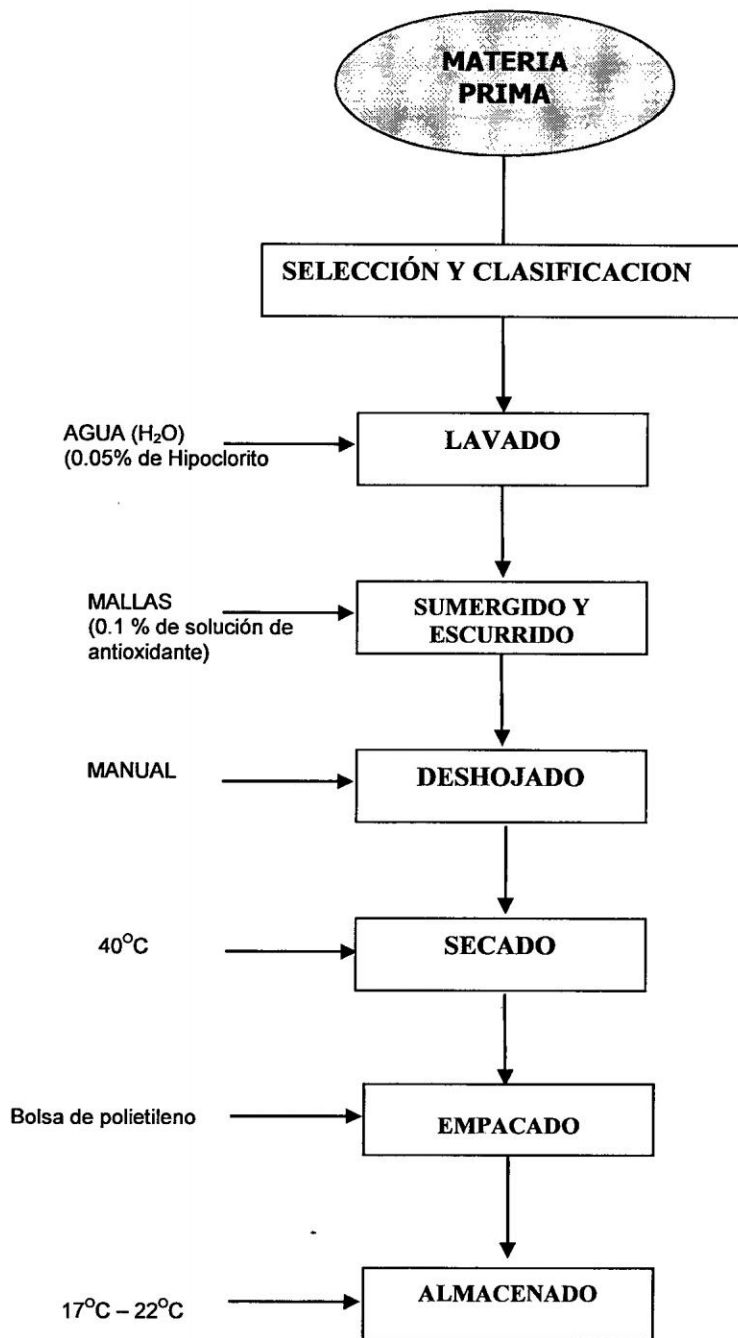 MATERIA
PRIMA
SELECCIÓN Y CLASIFICACION
AGUA (H₂O)
(0.05% de Hipoclorito
LAVADO
MALLAS
(0.1 % de solución de
antioxidante)
SUMERGIDO Y
ESCURRIDO
MANUAL
DESHOJADO
40°C
SECADO
Bolsa de polietileno
EMPACADO
17°C – 22°C
ALMACENADO